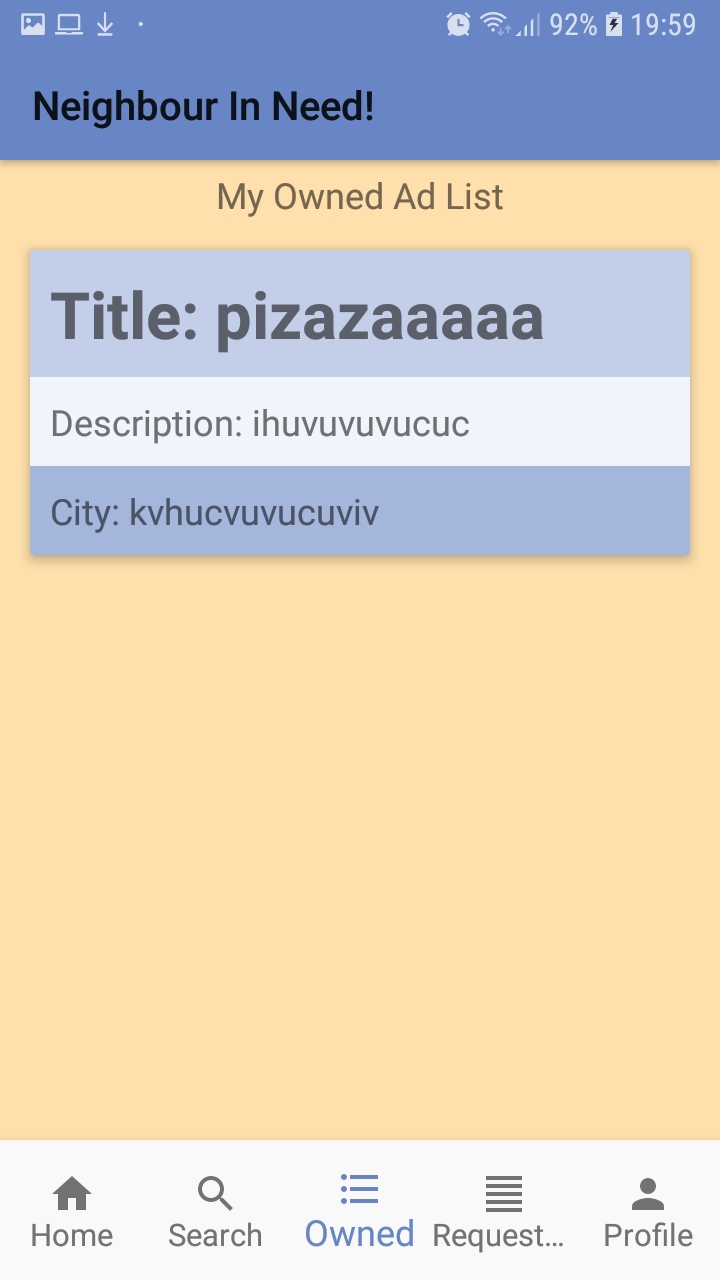 92% 19:59
Neighbour In Need!
My Owned Ad List
Title: pizazaaaaa
Description: ihuvuvuvucuc
City: kvhucvuvucuviv
Home Search Owned Request... Profile